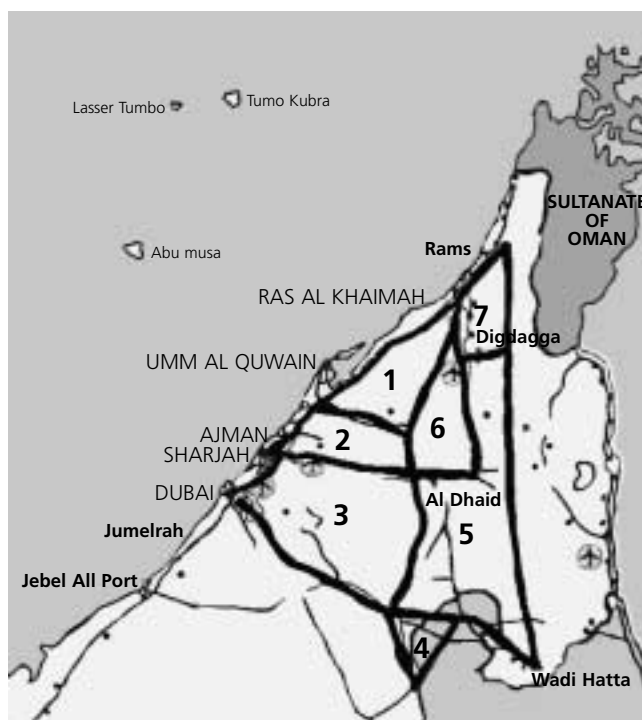 Lasser Tumbo
Tumo Kubra
SULTANATE
OF
OMAN
Rams
Abu musa
RAS AL KHAIMAH
7
Digdagga
UMM AL QUWAIN
1
6
AJMAN
2
SHARJAH
DUBAI
Al Dhaid
3
Jumelrah
5
Jebel All Port
4
Wadi Hatta